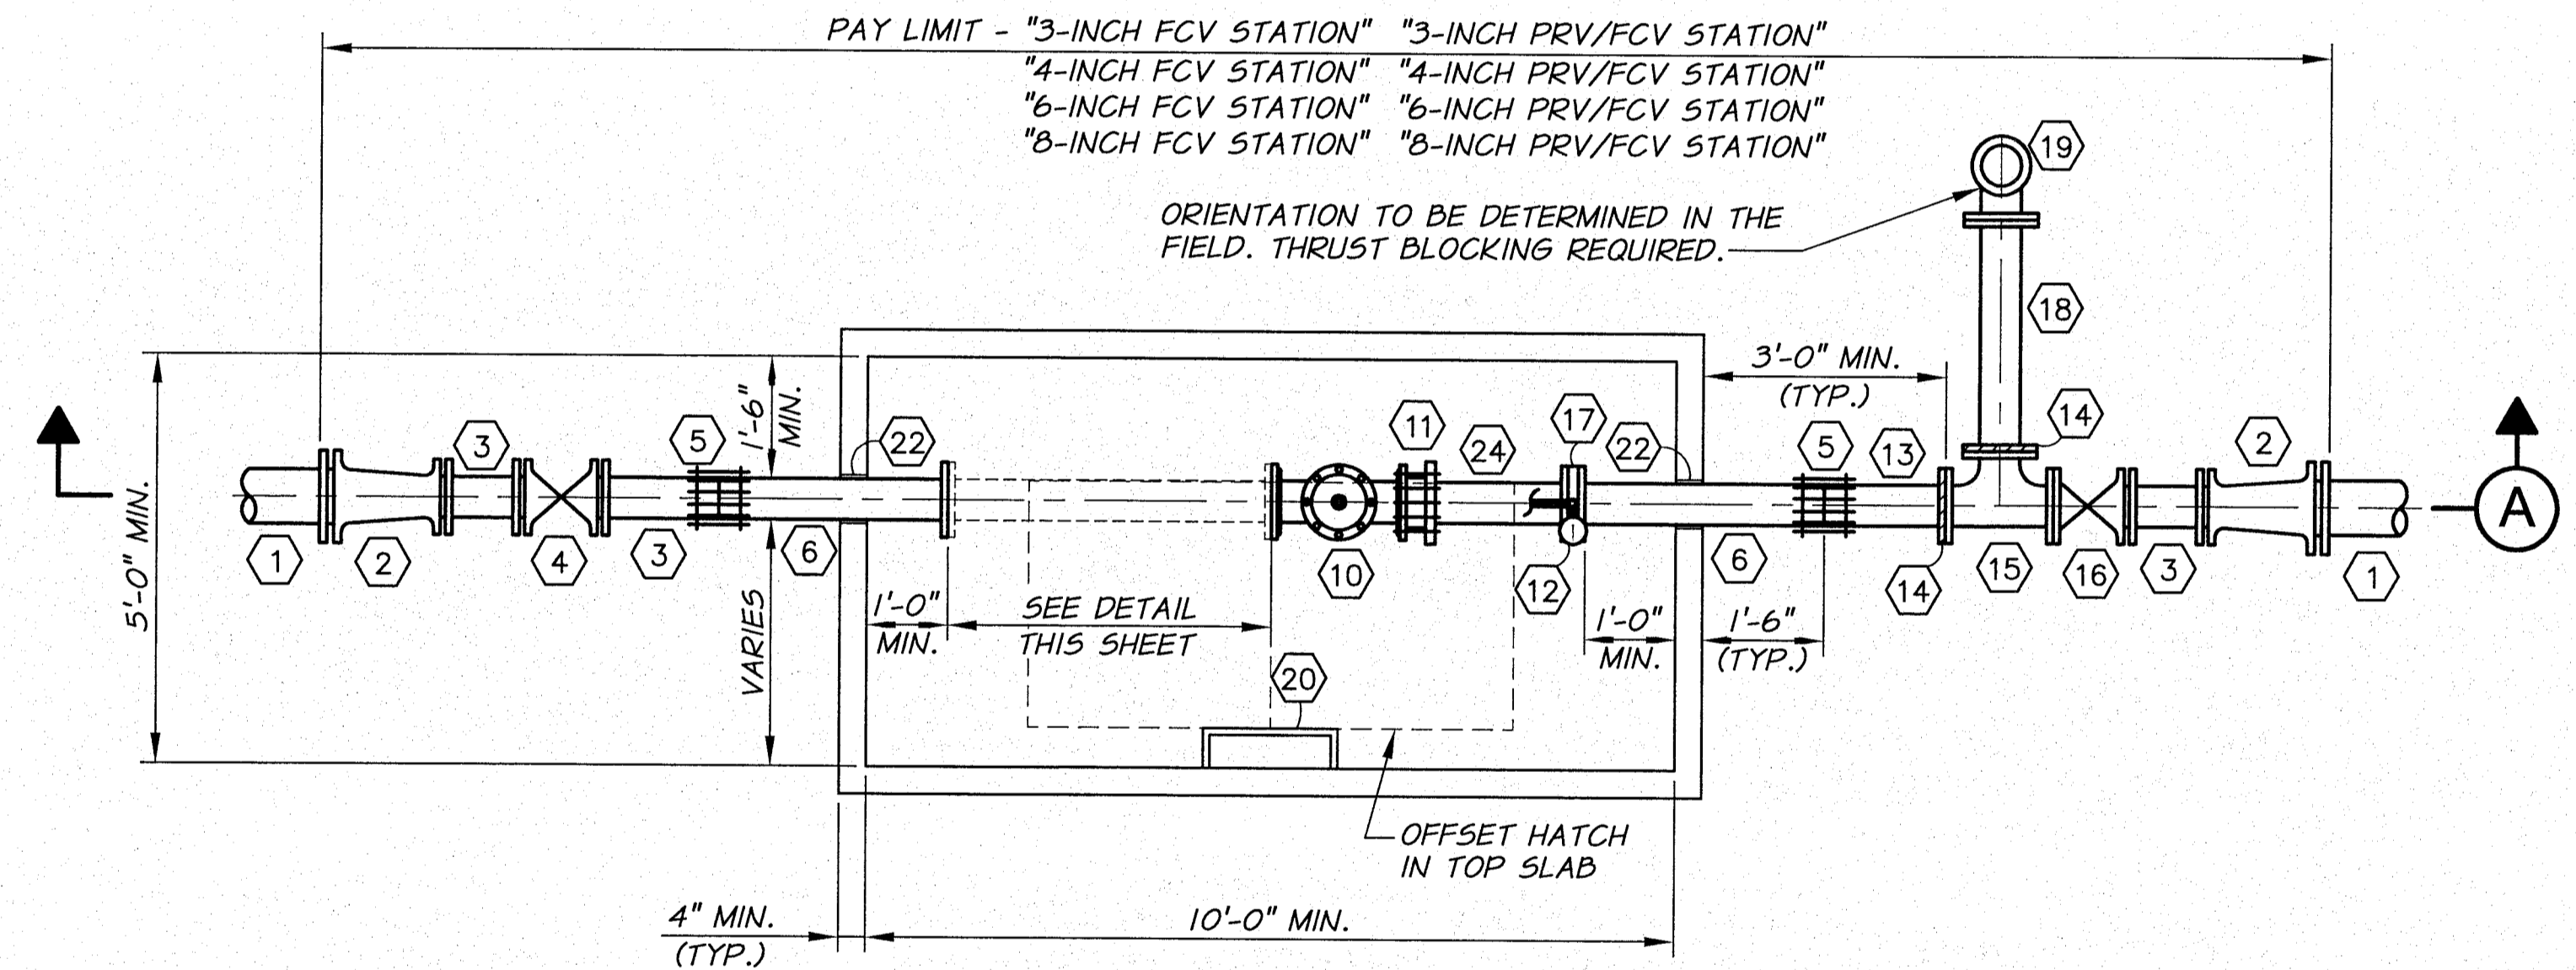 PAY LIMIT - "3-INCH FCV STATION" "3-INCH PRV/FCV STATION"
"4-INCH FCV STATION" "4-INCH PRV/FCV STATION"
"6-INCH FCV STATION" "6-INCH PRV/FCV STATION"
"8-INCH FCV STATION" "8-INCH PRV/FCV STATION"
19
ORIENTATION TO BE DETERMINED IN THE
FIELD. THRUST BLOCKING REQUIRED.
18
3'-0" MIN.
(TYP.)
5'-0" MIN.
1'-6"
MIN.
3
5
22
11
24
17
22
5
13
14
2
A
1
2
4
3
6
10
12
6
14
15
16
3
1
VARIES
1'-0"
MIN.
SEE DETAIL
THIS SHEET
1'-0"
MIN.
1'-6"
(TYP.)
20
OFFSET HATCH
IN TOP SLAB
4" MIN.
(TYP.)
10'-0" MIN.